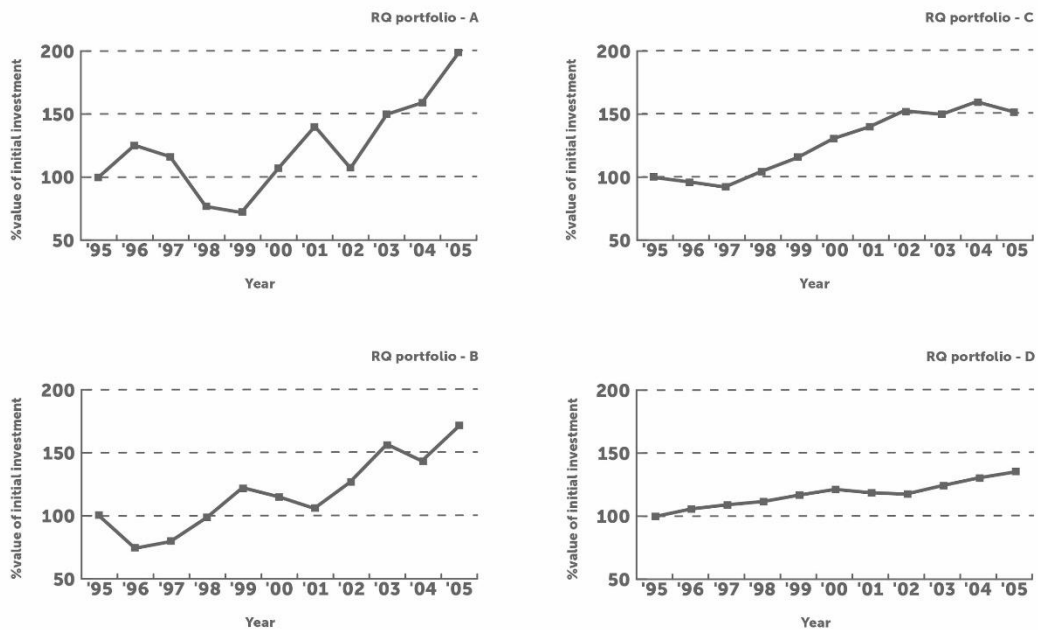 RQ portfolio - A
%value of initial investment
200
150
100
50
'95 '96 '97 '98 '99 '00 '01 '02 '03 '04 '05
Year
RQ portfolio - C
%value of initial investment
200
150
100
50
'95 '96 '97 '98 '99 '00 '01 '02 '03 '04 '05
Year
RQ portfolio - B
%value of initial investment
200
150
100
50
'95 '96 '97 '98 '99 '00 '01 '02 '03 '04 '05
Year
RQ portfolio - D
%value of initial investment
200
150
100
50
'95 '96 '97 '98 '99 '00 '01 '02 '03 '04 '05
Year